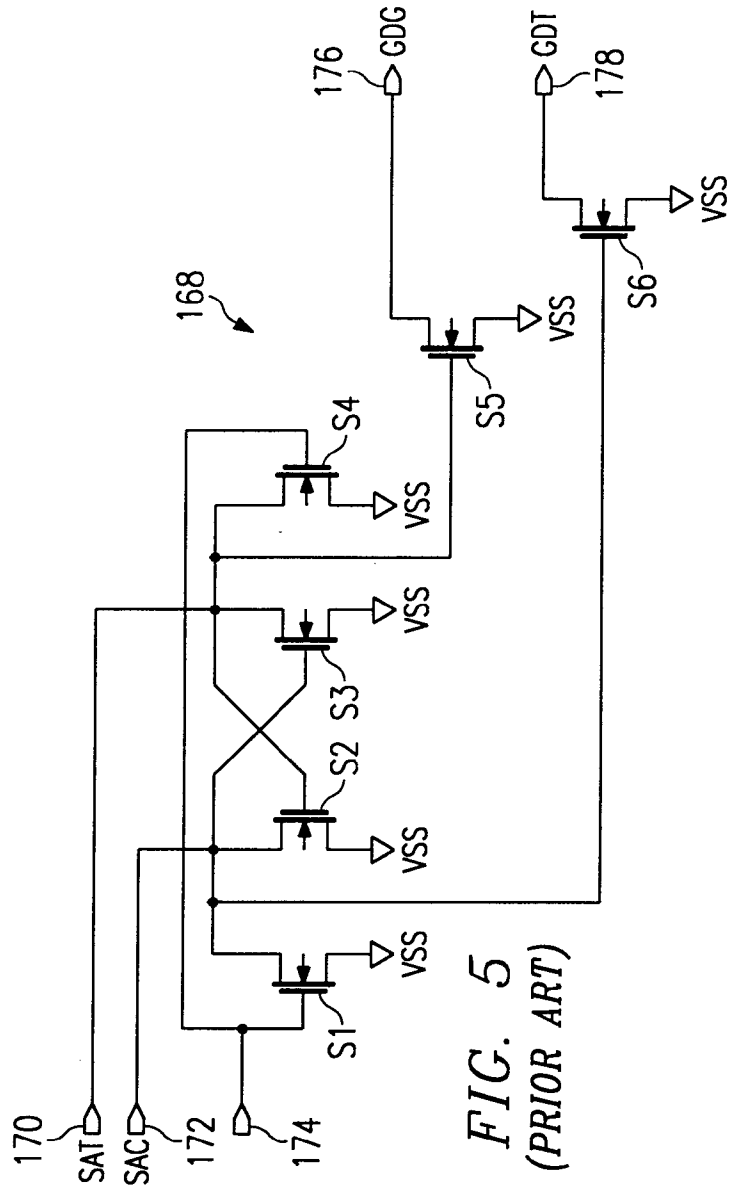 170
SAT
SAC
172
174
168
S1
VSS
S2
VSS
S3
VSS
S4
VSS
176
GDG
S5
VSS
GDT
178
S6
VSS
FIG. 5
(PRIOR ART)